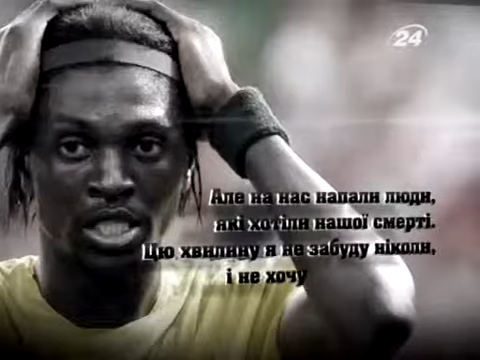 24
Але на нас напали люди,
які хотіли нашої смерті.
Цю хвилину я не забуду ніколи,
і не хочу